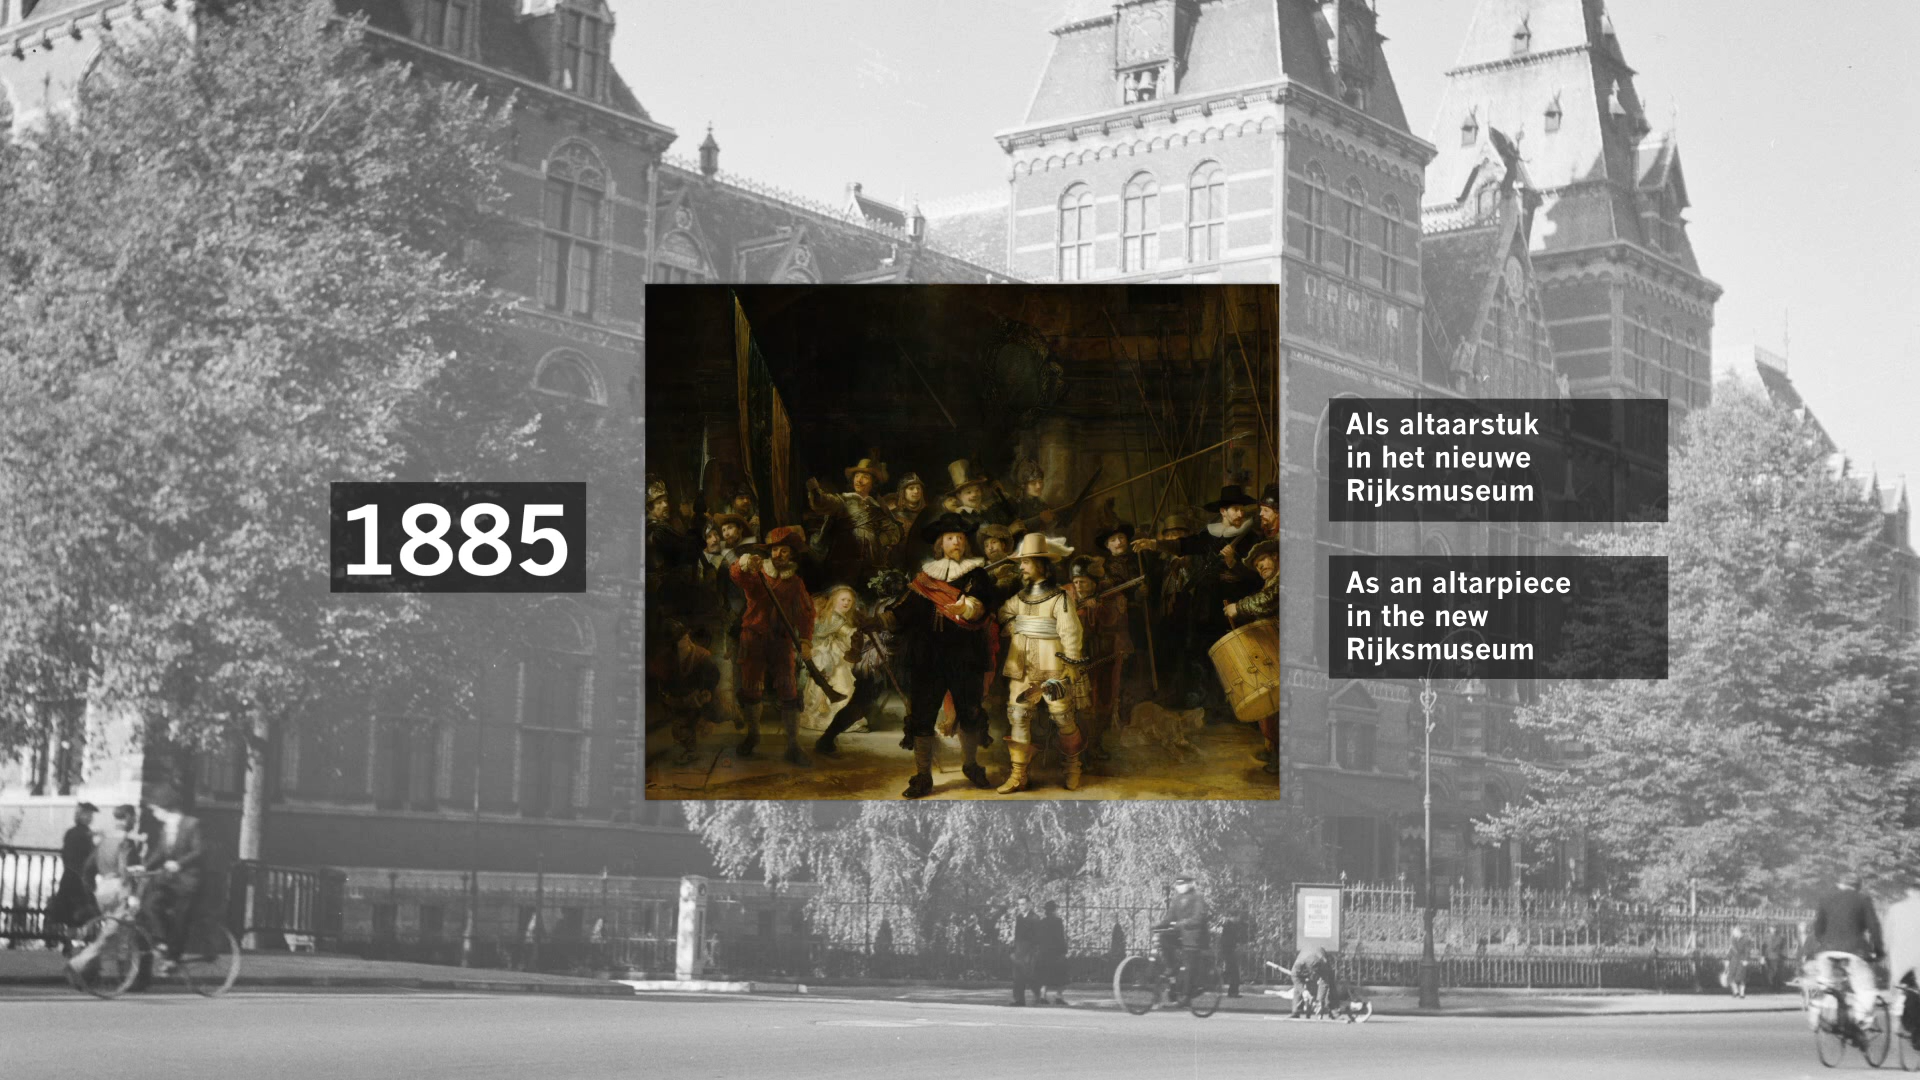 1885
Als altaarstuk
in het nieuwe
Rijksmuseum
As an altarpiece
in the new
Rijksmuseum